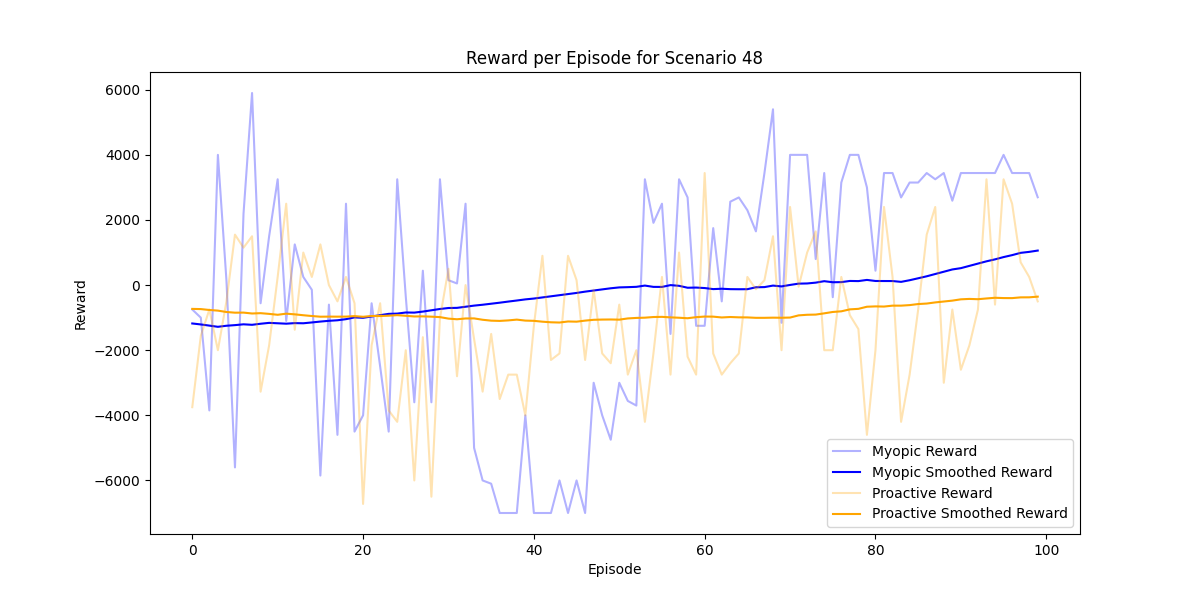 Reward per Episode for Scenario 48
6000
4000
2000
0
−2000
−4000
−6000
Reward
0 20 40 60 80 100
Episode
Myopic Reward
Myopic Smoothed Reward
Proactive Reward
Proactive Smoothed Reward